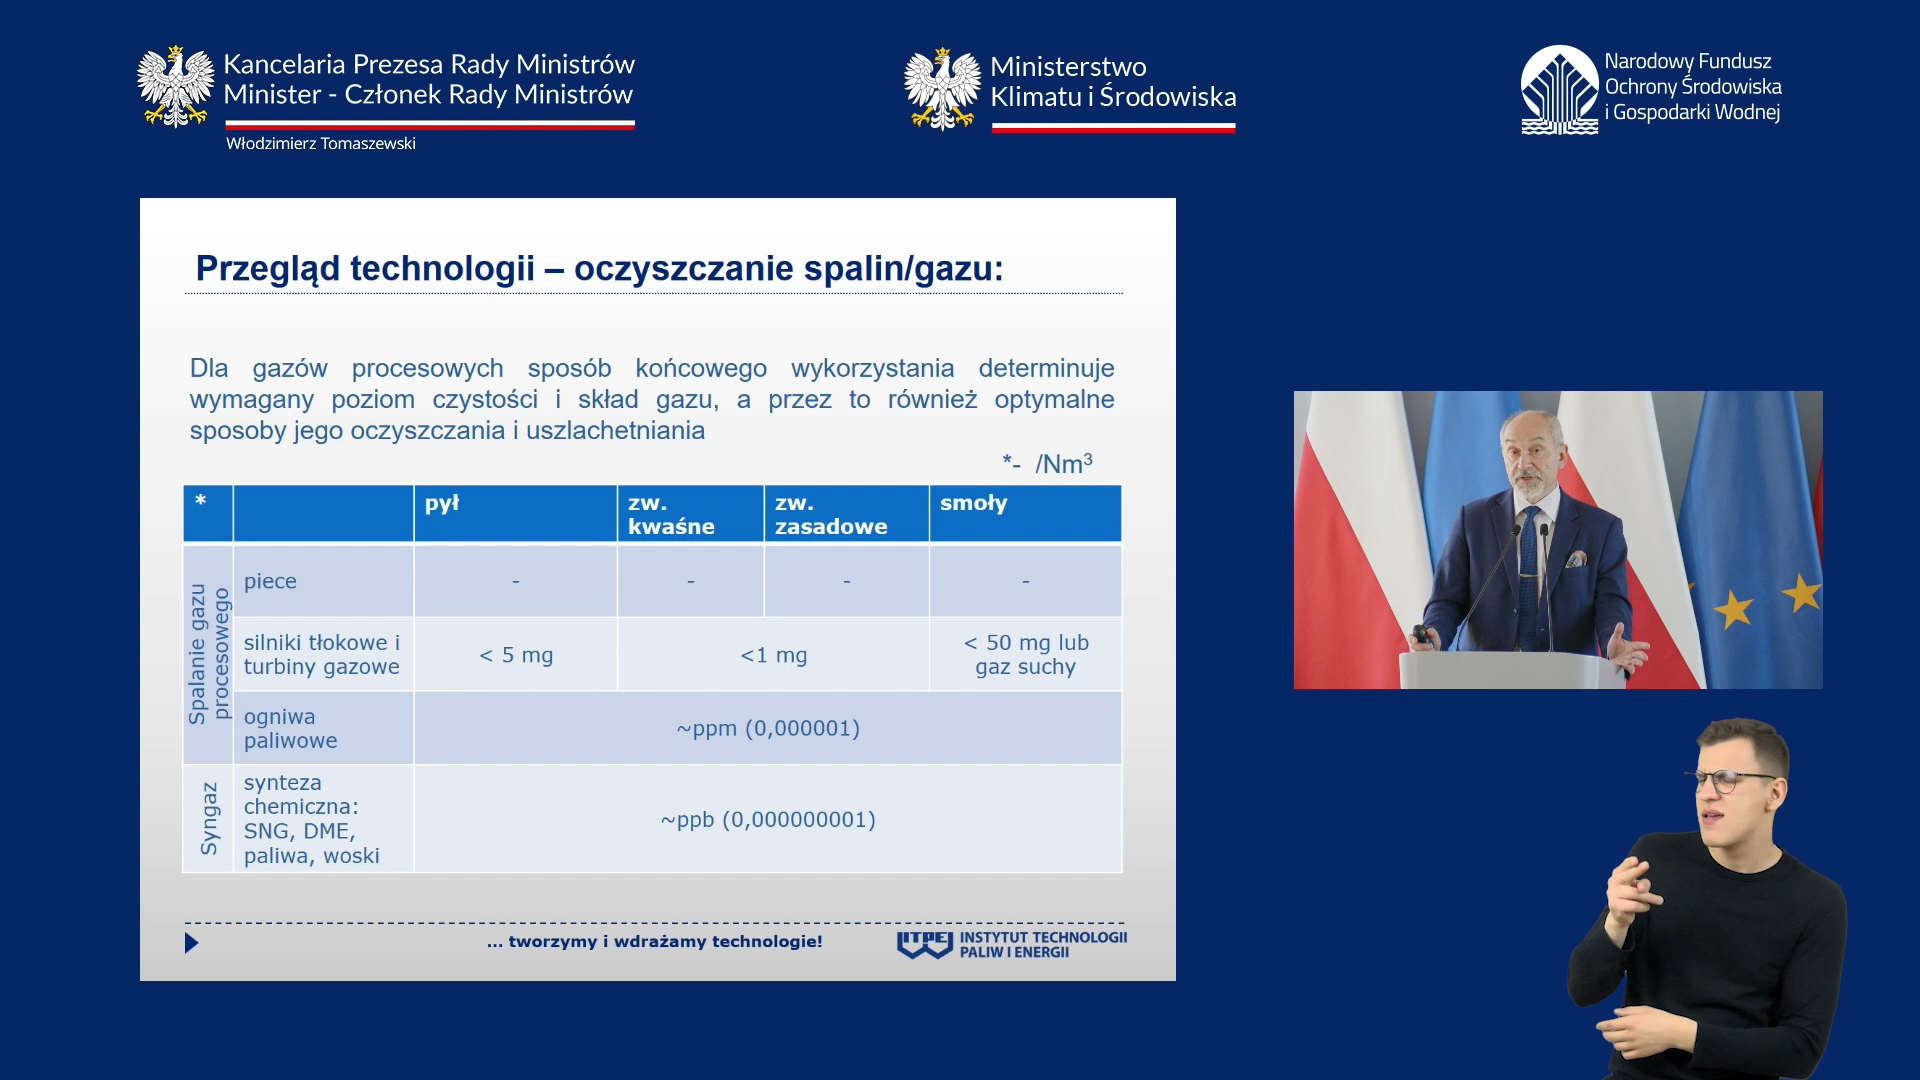 Kancelaria Prezesa Rady Ministrów
Minister - Członek Rady Ministrów
Włodzimierz Tomaszewski
Ministerstwo
Klimatu i Środowiska
Narodowy Fundusz
Ochrony Środowiska
i Gospodarki Wodnej
Przegląd technologii – oczyszczanie spalin/gazu:
Dla gazów procesowych sposób końcowego wykorzystania determinuje
wymagany poziom czystości i skład gazu, a przez to również optymalne
sposoby jego oczyszczania i uszlachetniania
*- /Nm³
* pył zw. kwaśne zw. zasadowe smoły
Spalanie gazu
procesowego
piece - - - -
silniki tłokowe i
turbiny gazowe
< 5 mg
<1 mg
< 50 mg lub
gaz suchy
ogniwa
paliwowe
~ppm (0,000001)
Syngaz
synteza
chemiczna:
SNG, DME,
paliwa, woski
~ppb (0,000000001)
... tworzymy i wdrażamy technologie!
ITPE
INSTYTUT TECHNOLOGII
PALIW I ENERGII